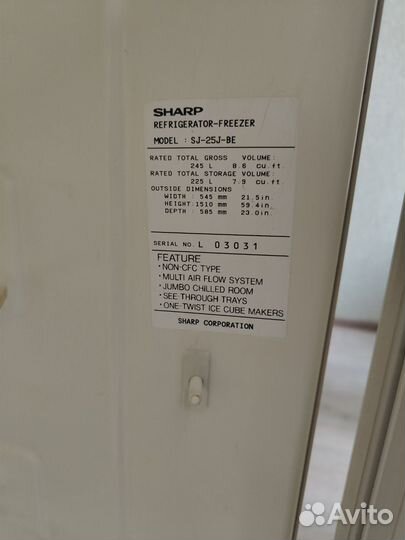 SHARP
REFRIGERATOR-FREEZER
MODEL : SJ-25J-BE
RATED TOTAL GROSS VOLUME:
245 L 8.6 cu.ft.
RATED TOTAL STORAGE VOLUME:
225 L 7.9 cu.ft.
OUTSIDE DIMENSIONS
WIDTH : 545 mm 21.5in.
HEIGHT:1510 mm 59.4in.
DEPTH : 585 mm 23.0in.
SERIAL NO. L 03031
FEATURE
·NON-CFC TYPE
·MULTI AIR FLOW SYSTEM
·JUMBO CHILLED ROOM
·SEE THROUGH TRAYS
·ONE-TWIST ICE CUBE MAKERS
SHARP CORPORATION
Avito